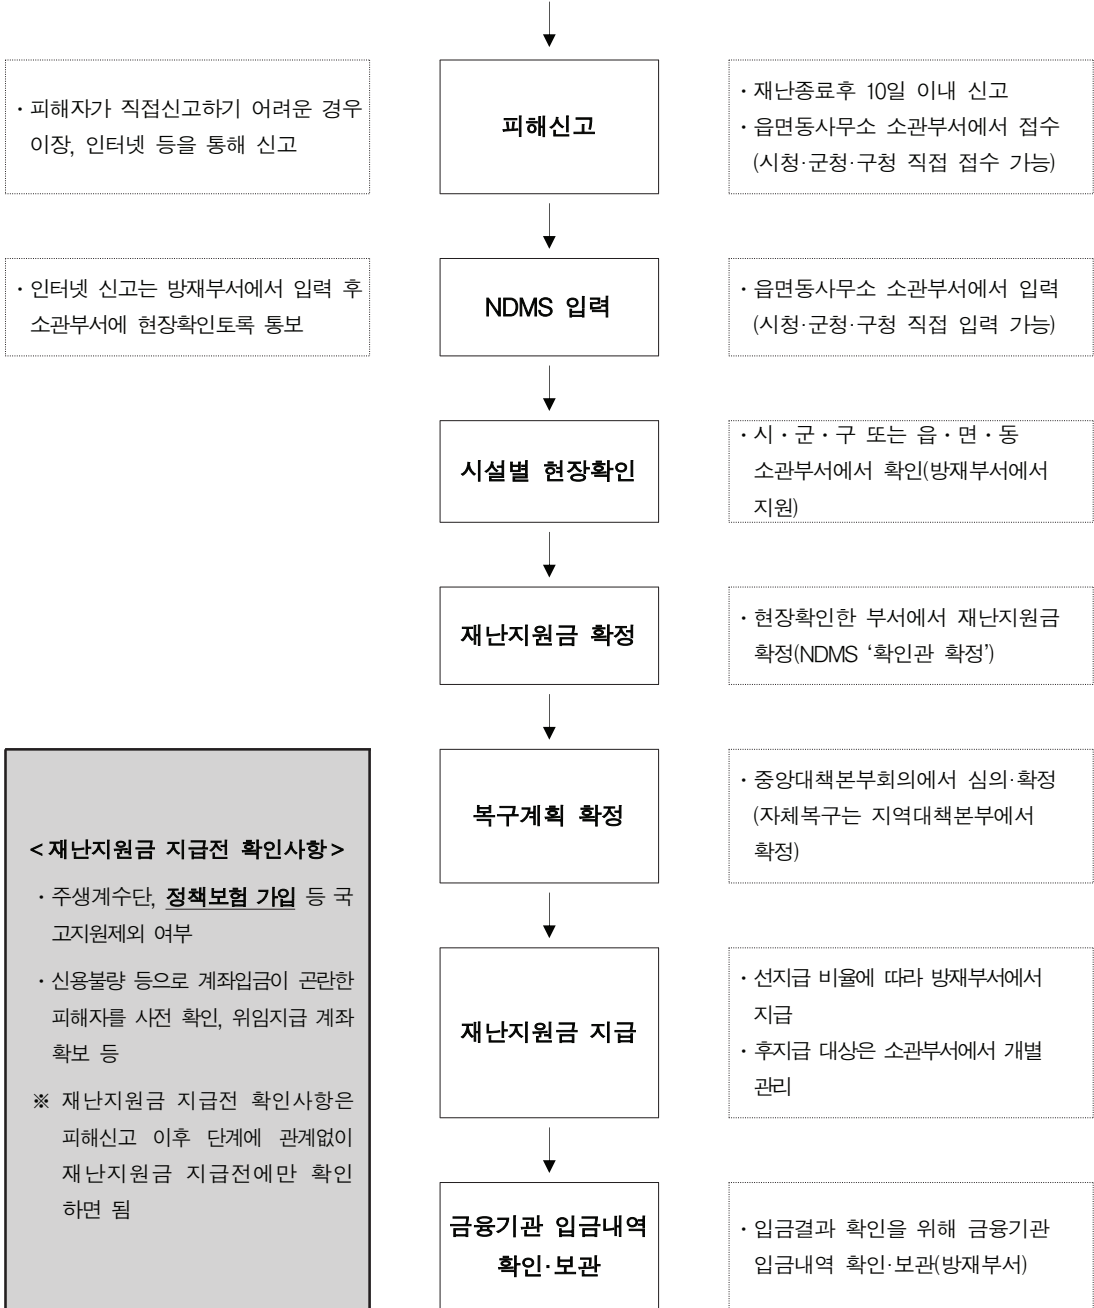 · 피해자가 직접신고하기 어려운 경우
이장, 인터넷 등을 통해 신고
피해신고
· 재난종료후 10일 이내 신고
· 읍면동사무소 소관부서에서 접수
(시청·군청·구청 직접 접수 가능)
· 인터넷 신고는 방재부서에서 입력 후
소관부서에 현장확인토록 통보
NDMS 입력
· 읍면동사무소 소관부서에서 입력
(시청·군청·구청 직접 입력 가능)
시설별 현장확인
· 시・군・구 또는 읍・면・동
소관부서에서 확인(방재부서에서
지원)
재난지원금 확정
· 현장확인한 부서에서 재난지원금
확정(NDMS ‘확인관 확정’)
복구계획 확정
· 중앙대책본부회의에서 심의·확정
(자체복구는 지역대책본부에서
확정)
<재난지원금 지급전 확인사항>
· 주생계수단, 정책보험 가입 등 국
고지원제외 여부
· 신용불량 등으로 계좌입금이 곤란한
피해자를 사전 확인, 위임지급 계좌
확보 등
※ 재난지원금 지급전 확인사항은
피해신고 이후 단계에 관계없이
재난지원금 지급전에만 확인
하면 됨
재난지원금 지급
· 선지급 비율에 따라 방재부서에서
지급
· 후지급 대상은 소관부서에서 개별
관리
금융기관 입금내역
확인·보관
· 입금결과 확인을 위해 금융기관
입금내역 확인·보관(방재부서)